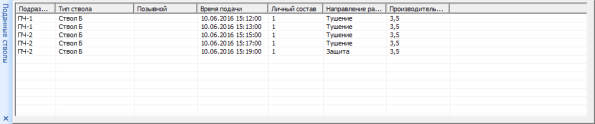 Поданные стволы
Подраз... Тип ствола Позывной Время подачи Личный состав Направление ра... Производитель...
ПЧ-1 Ствол Б 10.06.2016 15:12:00 1 Тушение 3,5
ПЧ-1 Ствол Б 10.06.2016 15:13:00 1 Тушение 3,5
ПЧ-2 Ствол Б 10.06.2016 15:15:00 1 Тушение 3,5
ПЧ-2 Ствол Б 10.06.2016 15:17:00 1 Тушение 3,5
ПЧ-2 Ствол Б 10.06.2016 15:19:00 1 Защита 3,5